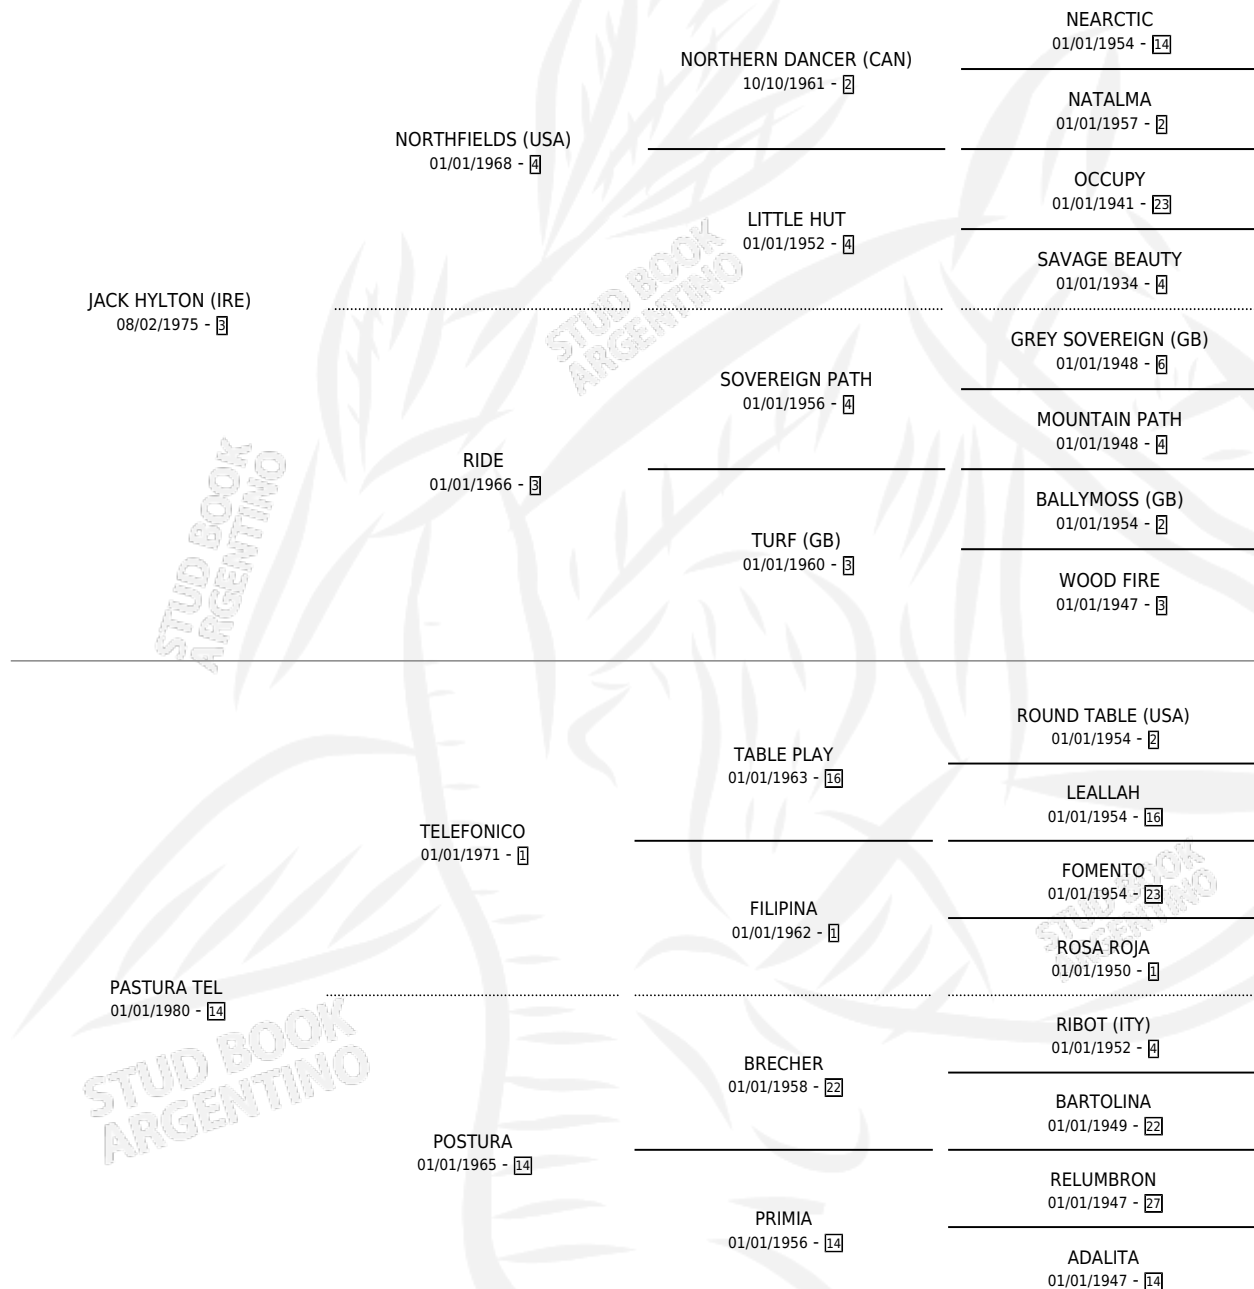 NEARCTIC
01/01/1954 - 14
NORTHERN DANCER (CAN)
10/10/1961 - 2
NATALMA
01/01/1957 - 2
NORTHFIELDS (USA)
01/01/1968 - 4
OCCUPY
01/01/1941 - 23
LITTLE HUT
01/01/1952 - 4
SAVAGE BEAUTY
01/01/1934 - 4
JACK HYLTON (IRE)
08/02/1975 - 3
GREY SOVEREIGN (GB)
01/01/1948 - 6
SOVEREIGN PATH
01/01/1956 - 4
MOUNTAIN PATH
01/01/1948 - 4
RIDE
01/01/1966 - 3
BALLYMOSS (GB)
01/01/1954 - 2
TURF (GB)
01/01/1960 - 3
WOOD FIRE
01/01/1947 - 3
ROUND TABLE (USA)
01/01/1954 - 2
TABLE PLAY
01/01/1963 - 16
LEALLAH
01/01/1954 - 16
TELEFONICO
01/01/1971 - 1
FOMENTO
01/01/1954 - 23
FILIPINA
01/01/1962 - 1
ROSA ROJA
01/01/1950 - 1
PASTURA TEL
01/01/1980 - 14
RIBOT (ITY)
01/01/1952 - 4
BRECHER
01/01/1958 - 22
BARTOLINA
01/01/1949 - 22
POSTURA
01/01/1965 - 14
RELUMBRON
01/01/1947 - 27
PRIMIA
01/01/1956 - 14
ADALITA
01/01/1947 - 14
STUD BOOK
ARGENTINO
STUD BOOK
ARGENTINO
STUD BOOK
ARGENTINO
STUD BOOK
ARGENTINO